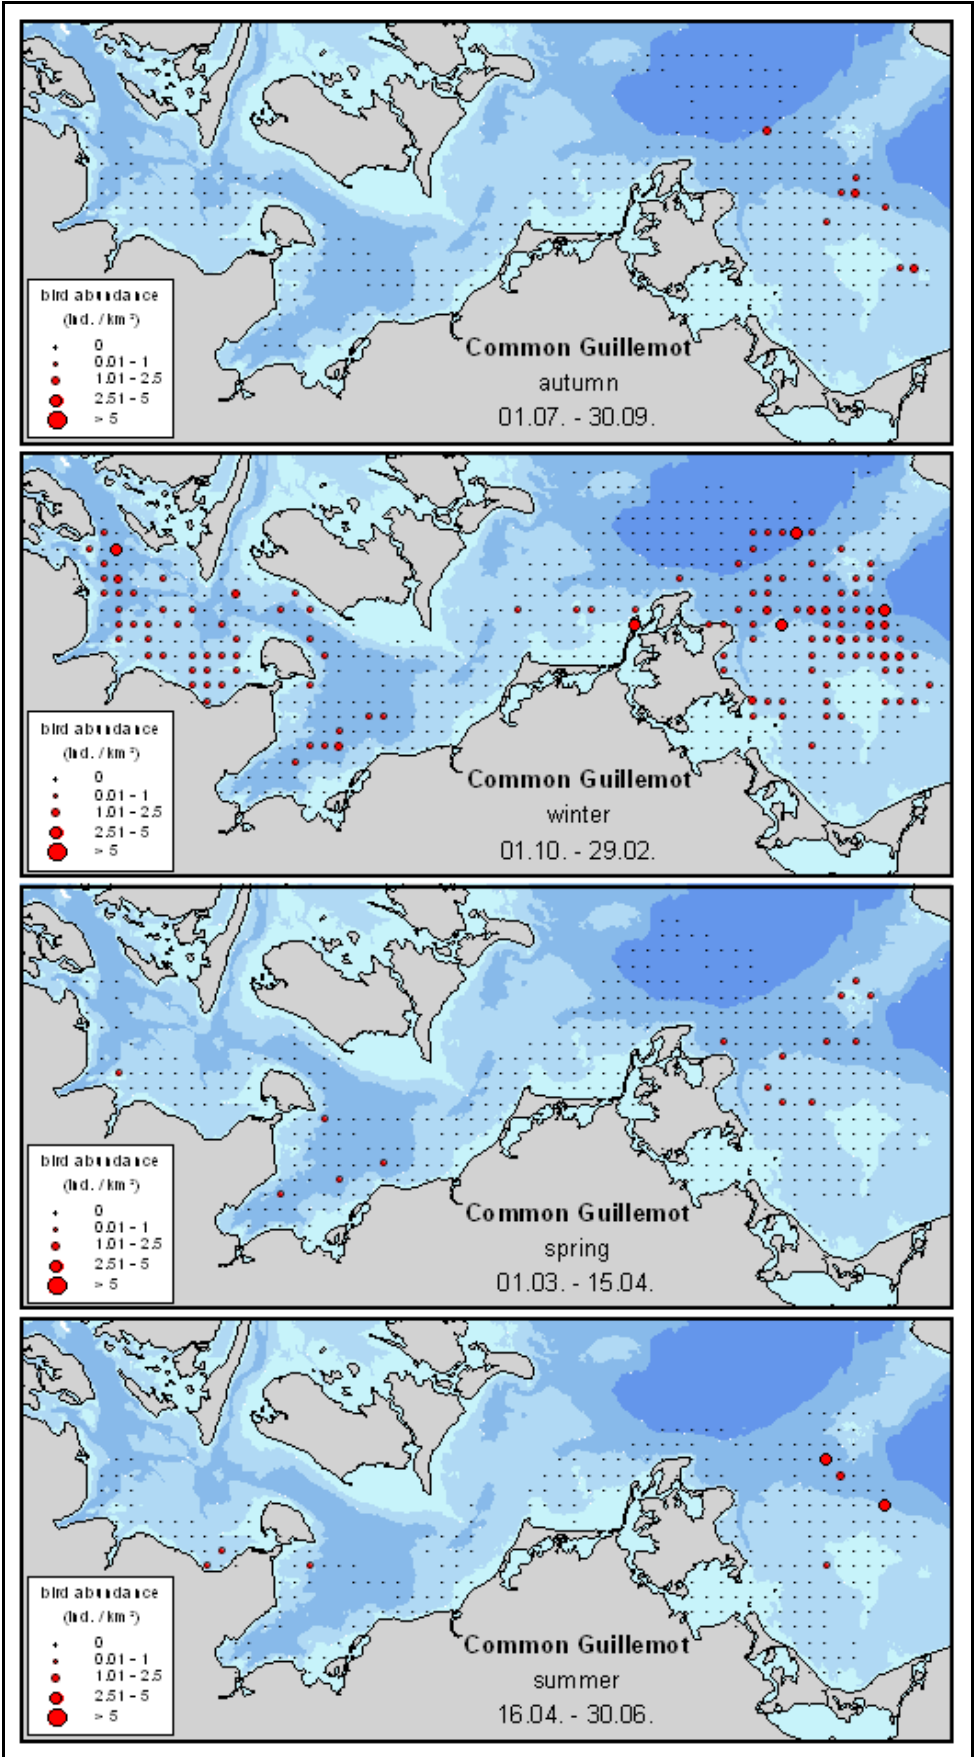 bird abundance
(Ind. / km²)
0
0.01 - 1
1.01 - 2.5
2.51 - 5
> 5
Common Guillemot
autumn
01.07. - 30.09.
bird abundance
(Ind. / km²)
0
0.01 - 1
1.01 - 2.5
2.51 - 5
> 5
Common Guillemot
winter
01.10. - 29.02.
bird abundance
(Ind. / km²)
0
0.01 - 1
1.01 - 2.5
2.51 - 5
> 5
Common Guillemot
spring
01.03. - 15.04.
bird abundance
(Ind. / km²)
0
0.01 - 1
1.01 - 2.5
2.51 - 5
> 5
Common Guillemot
summer
16.04. - 30.06.